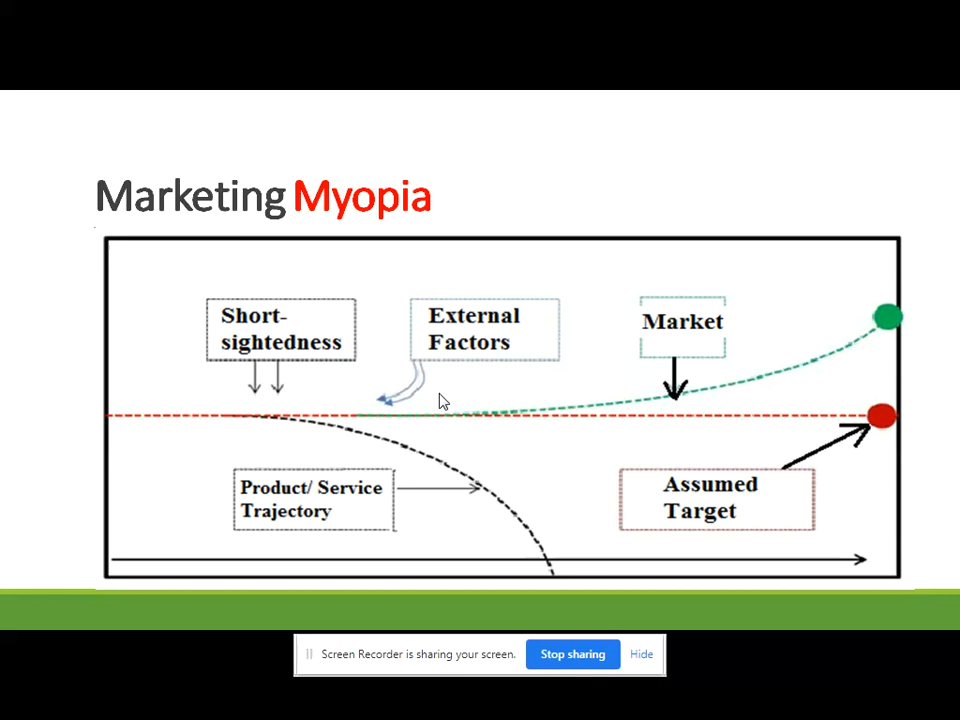 Marketing Myopia
Short-
sightedness
External
Factors
Market
Product/ Service
Trajectory
Assumed
Target
Screen Recorder is sharing your screen.
Stop sharing
Hide